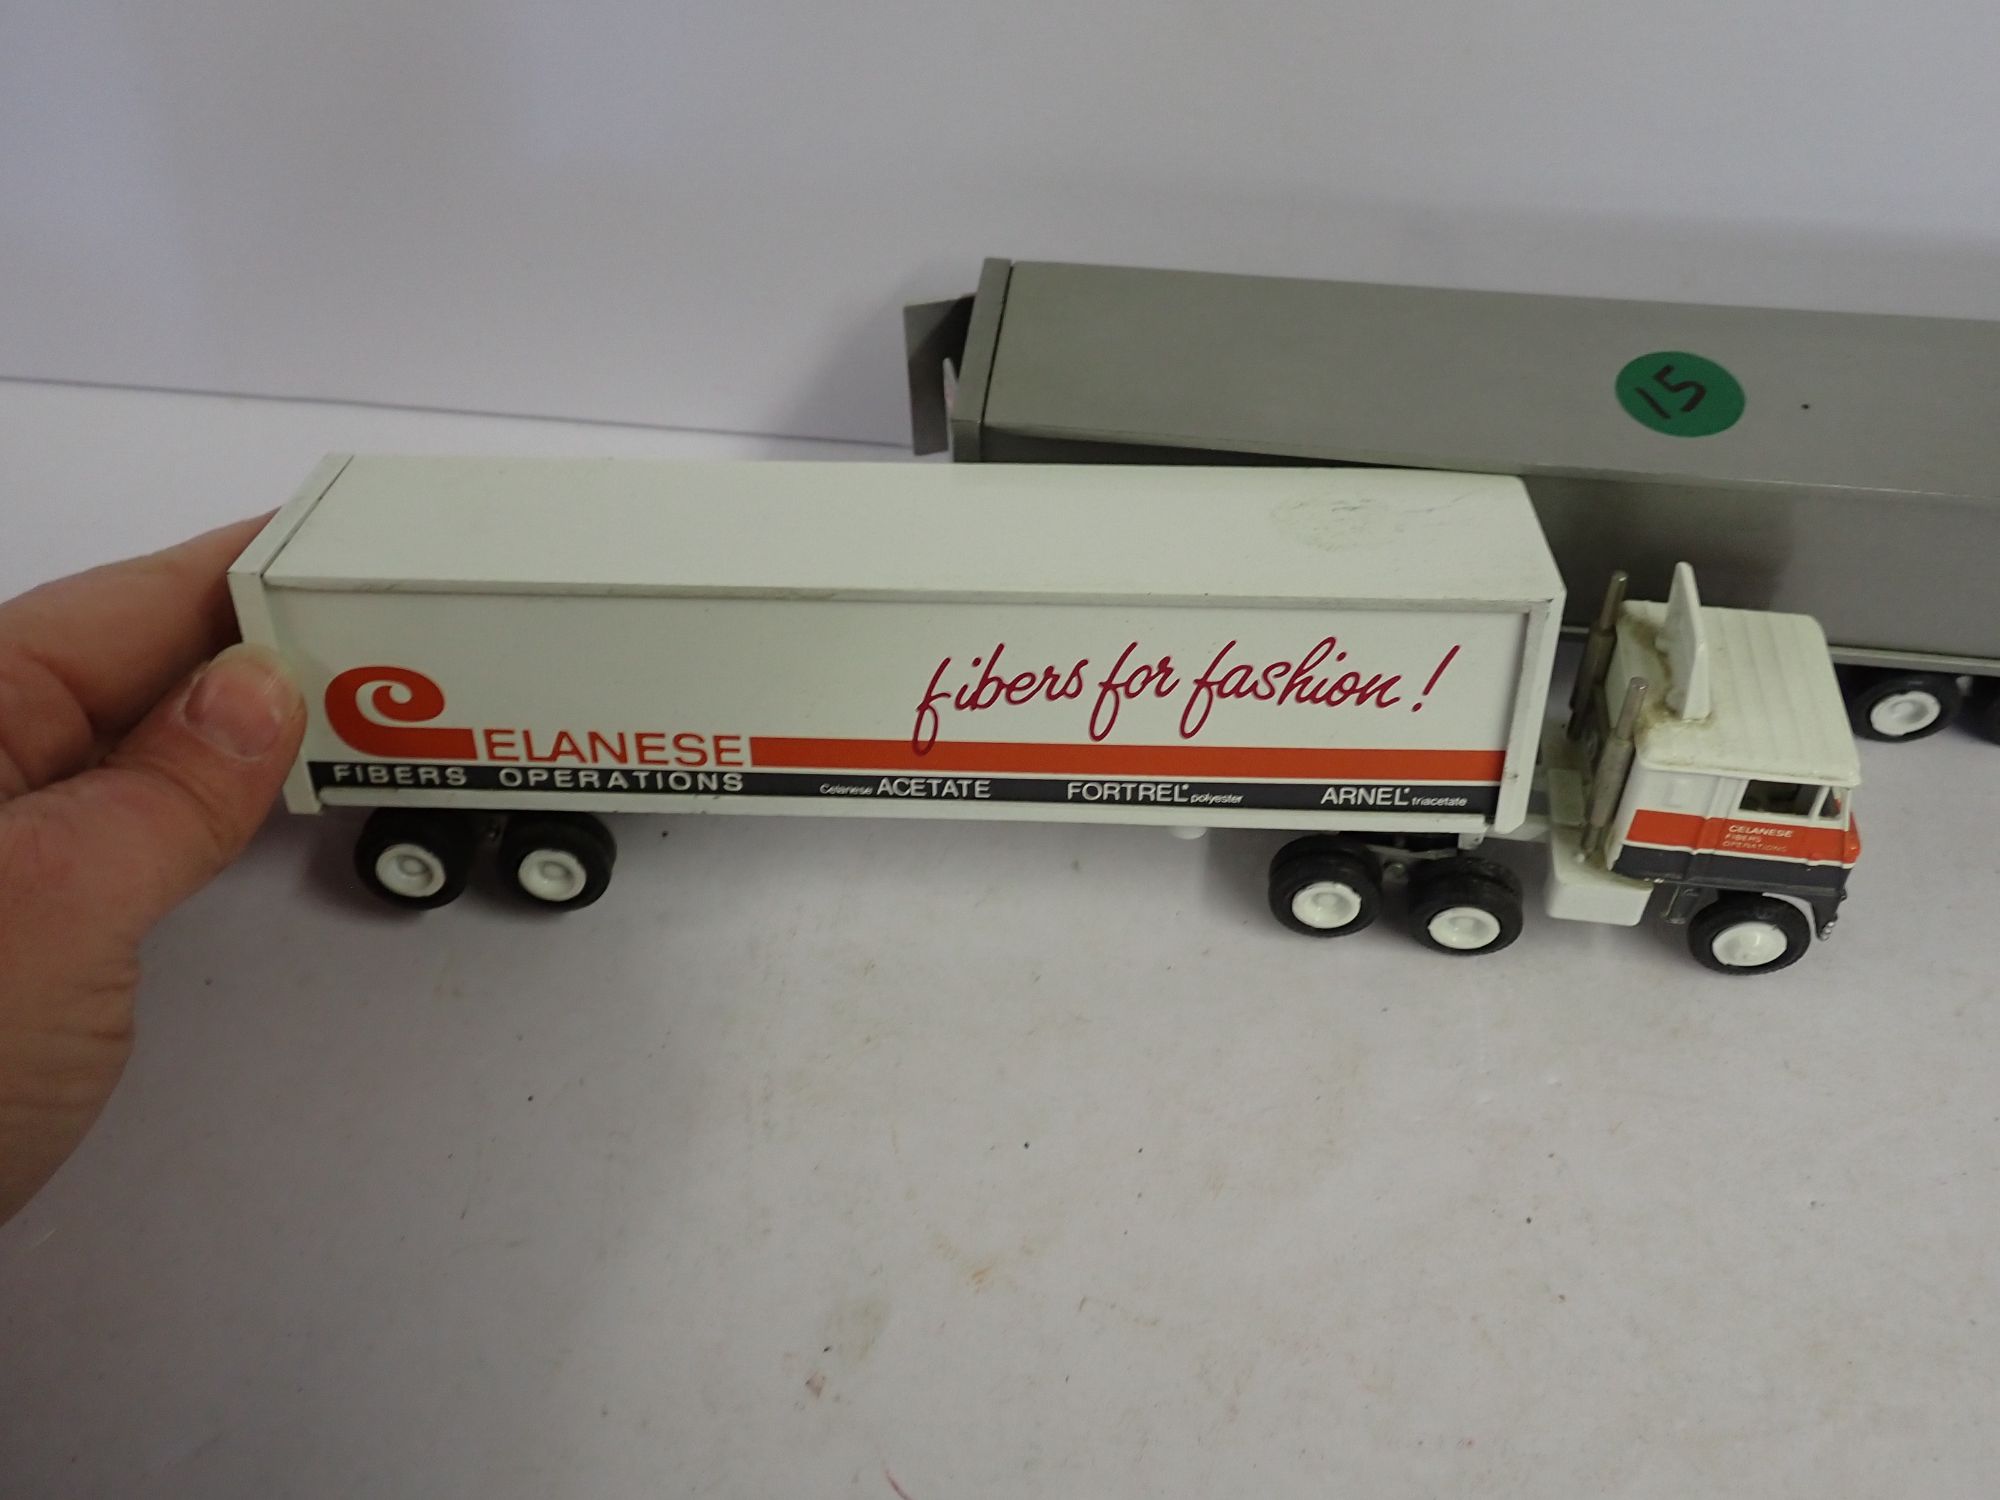 15
fibers for fashion!
CELANESE
FIBERS OPERATIONS Celanese ACETATE FORTREL® polyester ARNEL® triacetate
CELANESE®
FIBERS
OPERATIONS